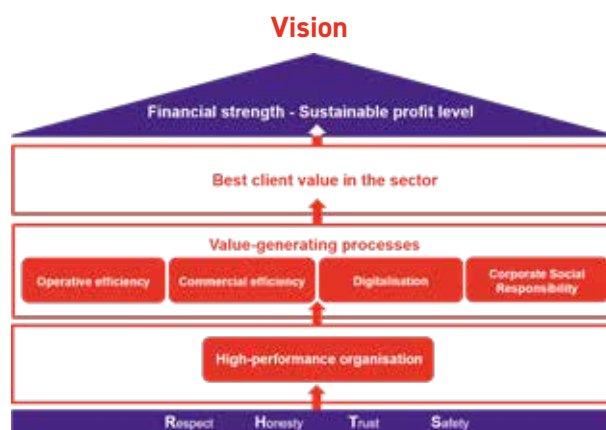 Vision
Financial strength - Sustainable profit level
Best client value in the sector
Value-generating processes
Operative efficiency
Commercial efficiency
Digitalisation
Corporate Social
Responsibility
High-performance organisation
Respect Honesty Trust Safety